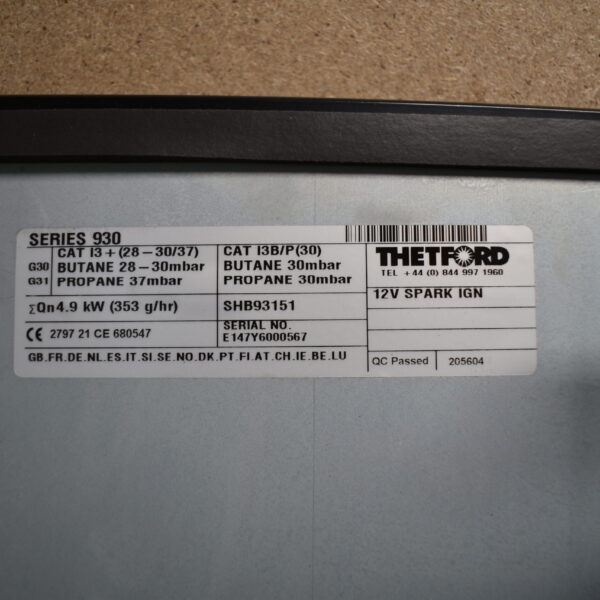 SERIES 930
CAT I3+(28-30/37)
G30 BUTANE 28-30mbar
G31 PROPANE 37mbar
CAT I3B/P(30)
BUTANE 30mbar
PROPANE 30mbar
THETFORD
TEL +44 (0) 844 997 1960
12V SPARK IGN
ΣQn4.9 kW (353 g/hr)
SHB93151
CE 2797 21 CE 680547
SERIAL NO.
E147Y6000567
GB.FR.DE.NL.ES.IT.SI.SE.NO.DK.PT.FI.AT.CH.IE.BE.LU
QC Passed 205604